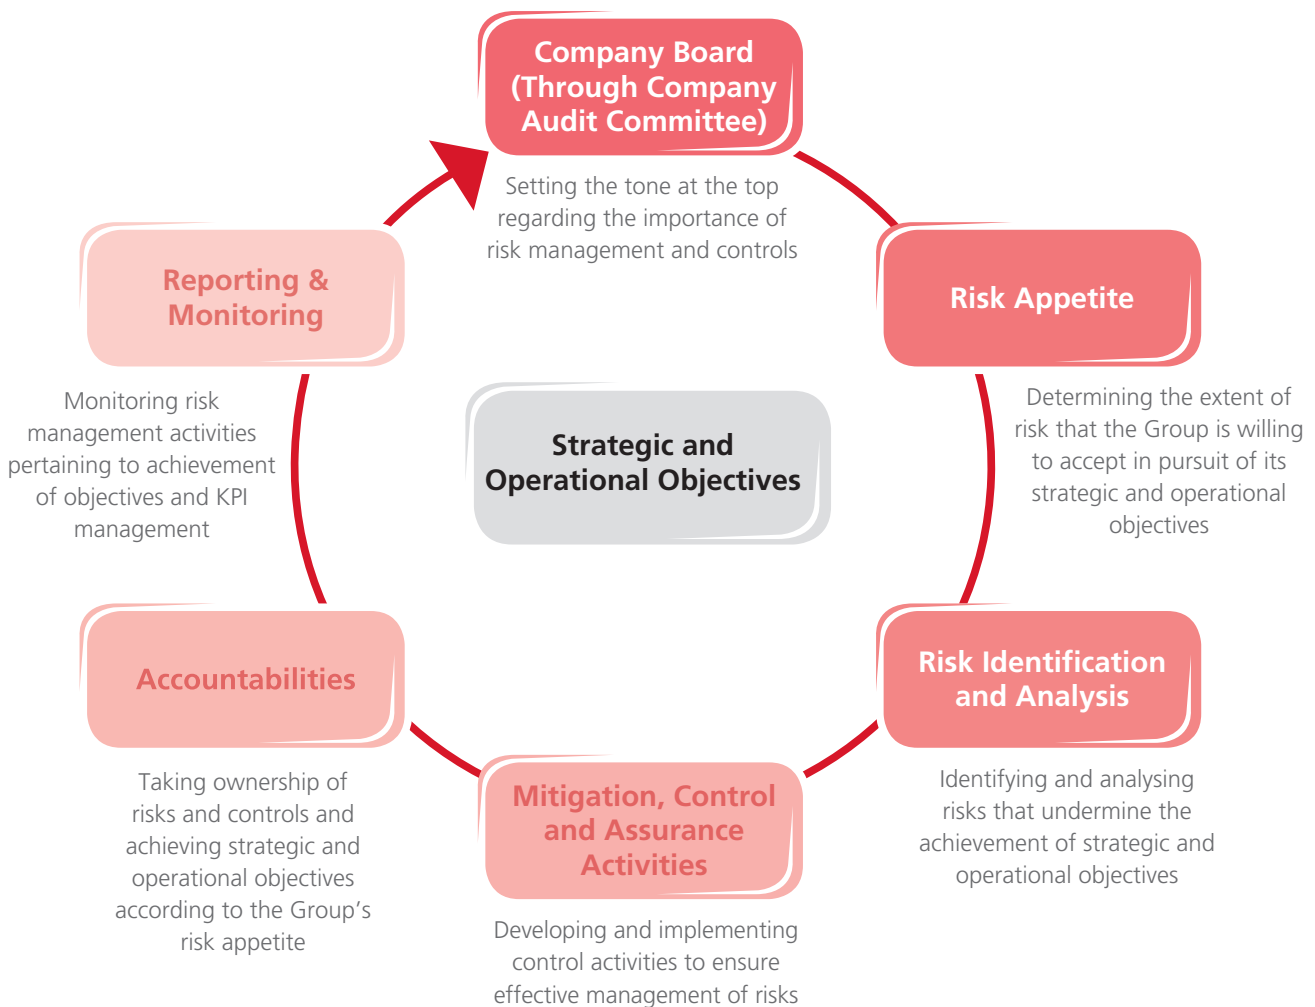 Company Board
(Through Company
Audit Committee)
Setting the tone at the top
regarding the importance of
risk management and controls
Risk Appetite
Determining the extent of
risk that the Group is willing
to accept in pursuit of its
strategic and operational
objectives
Risk Identification
and Analysis
Identifying and analysing
risks that undermine the
achievement of strategic and
operational objectives
Mitigation, Control
and Assurance
Activities
Developing and implementing
control activities to ensure
effective management of risks
Accountabilities
Taking ownership of
risks and controls and
achieving strategic and
operational objectives
according to the Group’s
risk appetite
Reporting &
Monitoring
Monitoring risk
management activities
pertaining to achievement
of objectives and KPI
management
Strategic and
Operational Objectives